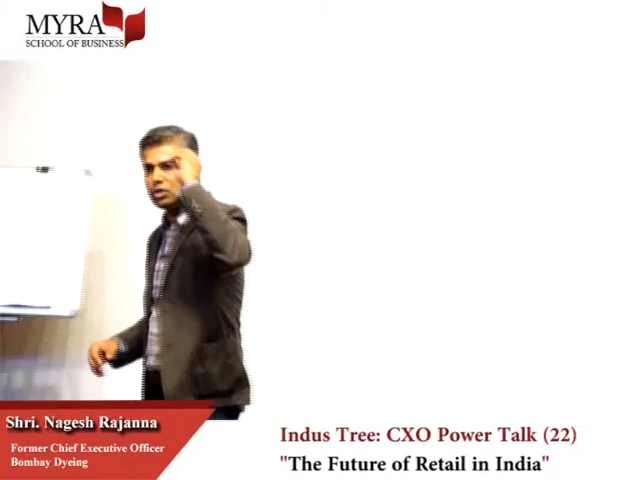 MYRA
SCHOOL OF BUSINESS
Shri. Nagesh Rajanna
Former Chief Executive Officer
Bombay Dyeing
Indus Tree: CXO Power Talk (22)
"The Future of Retail in India"